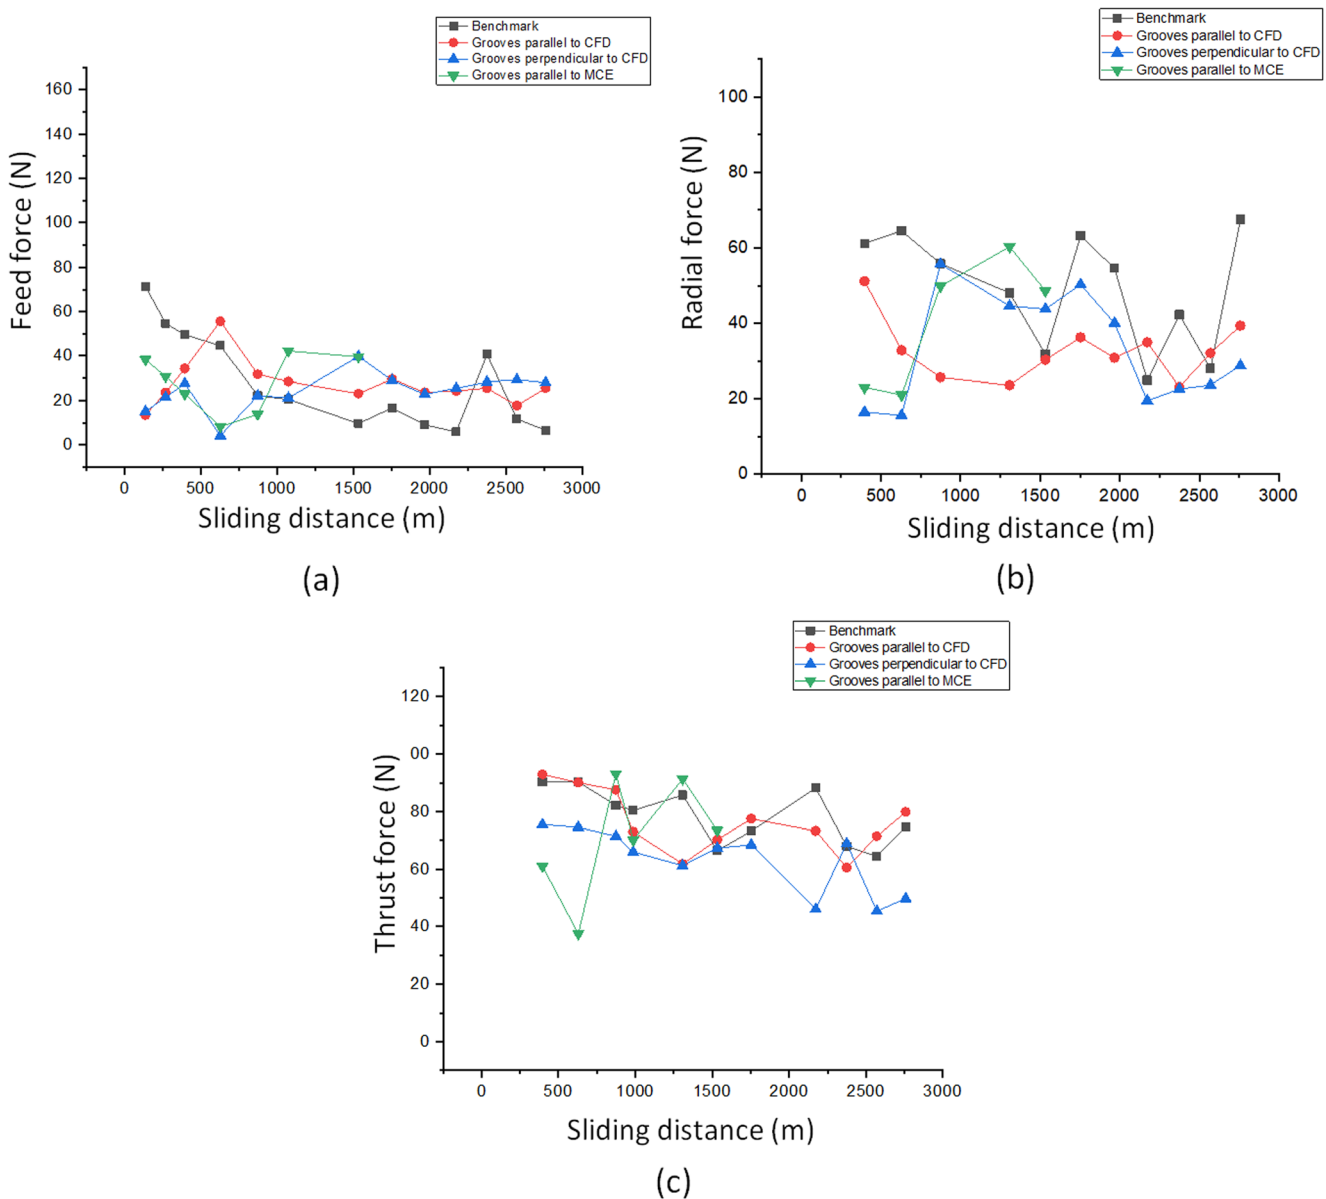 Benchmark
Grooves parallel to CFD
Grooves perpendicular to CFD
Grooves parallel to MCE
160
140
120
100
80
60
40
20
0
Feed force (N)
0 500 1000 1500 2000 2500 3000
Sliding distance (m)
(a)
Benchmark
Grooves parallel to CFD
Grooves perpendicular to CFD
Grooves parallel to MCE
100
80
60
40
20
0
Radial force (N)
0 500 1000 1500 2000 2500 3000
Sliding distance (m)
(b)
Benchmark
Grooves parallel to CFD
Grooves perpendicular to CFD
Grooves parallel to MCE
120
00
80
60
40
20
0
Thrust force (N)
0 500 1000 1500 2000 2500 3000
Sliding distance (m)
(c)